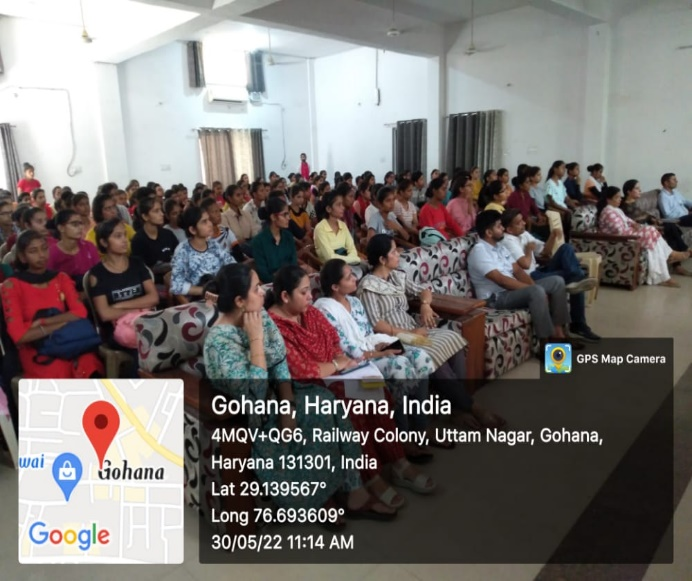 GPS Map Camera
Gohana, Haryana, India
4MQV+QG6, Railway Colony, Uttam Nagar, Gohana,
Haryana 131301, India
Lat 29.139567°
Long 76.693609°
30/05/22 11:14 AM
wai
Gohana
Google